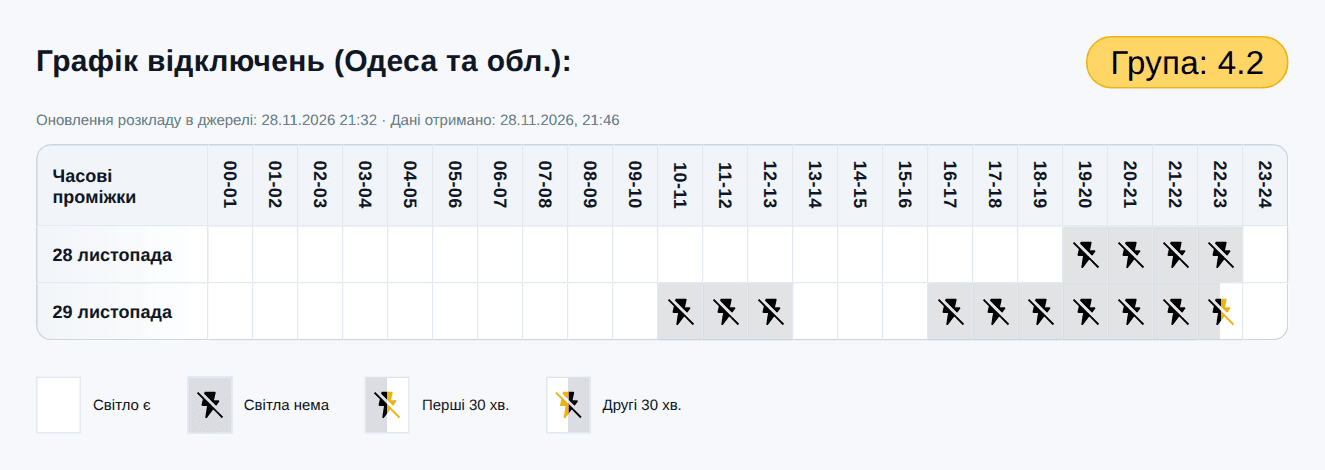 Графік відключень (Одеса та обл.):
Група: 4.2
Оновлення розкладу в джерелі: 28.11.2026 21:32 · Дані отримано: 28.11.2026, 21:46
Часові
проміжки
00-01
01-02
02-03
03-04
04-05
05-06
06-07
07-08
08-09
09-10
10-11
11-12
12-13
13-14
14-15
15-16
16-17
17-18
18-19
19-20
20-21
21-22
22-23
23-24
28 листопада
29 листопада
Світло є
Світла нема
Перші 30 хв.
Другі 30 хв.